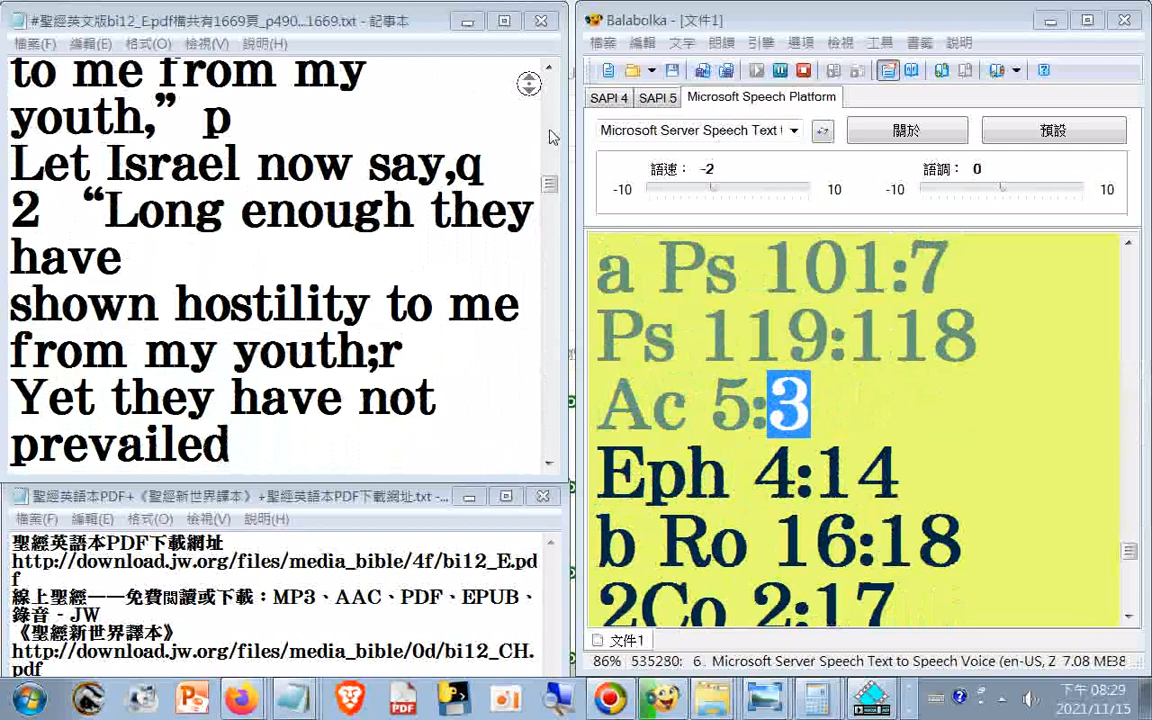 #聖經英文版bi12_E.pdf檔共有1669頁_p490...1669.txt - 記事本
檔案(F) 編輯(E) 格式(O) 檢視(V) 說明(H)
to me from my
youth,” p
Let Israel now say,q
2 “Long enough they
have
shown hostility to me
from my youth;r
Yet they have not
prevailed
聖經英語本PDF+《聖經新世界譯本》+聖經英語本PDF下載網址.txt -...
檔案(F) 編輯(E) 格式(O) 檢視(V) 說明(H)
聖經英語本PDF下載網址
http://download.jw.org/files/media_bible/4f/bi12_E.pd
f
線上聖經——免費閱讀或下載：MP3、AAC、PDF、EPUB、
錄音 - JW
《聖經新世界譯本》
http://download.jw.org/files/media_bible/0d/bi12_CH.
pdf
Balabolka - [文件1]
檔案 編輯 文字 朗讀 引擎 選項 檢視 工具 書籤 說明
SAPI 4 SAPI 5 Microsoft Speech Platform
Microsoft Server Speech Text 關於 預設
語速： -2 語調： 0
-10 10 -10 10
a Ps 101:7
Ps 119:118
Ac 5:3
Eph 4:14
b Ro 16:18
2Co 2:17
文件1
86% 535280: 6 Microsoft Server Speech Text to Speech Voice (en-US, Z 7.08 ME38
下午 08:29
2021/11/15